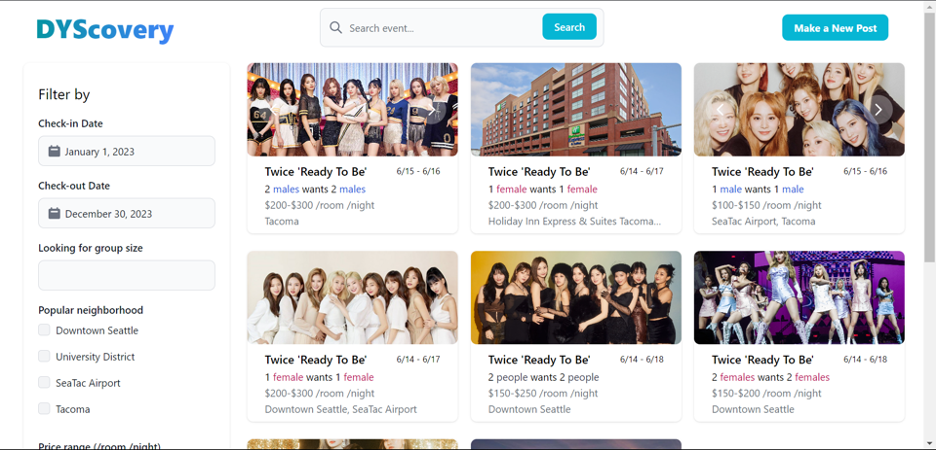 DYScovery
Search event...
Search
Make a New Post
Filter by
Check-in Date
January 1, 2023
Check-out Date
December 30, 2023
Looking for group size
Popular neighborhood
Downtown Seattle
University District
SeaTac Airport
Tacoma
Price range (/room /night)
64
Twice 'Ready To Be' 6/15 - 6/16
2 males wants 2 males
$200-$300 /room /night
Tacoma
Twice 'Ready To Be' 6/14 - 6/17
1 female wants 1 female
$200-$300 /room /night
Holiday Inn Express & Suites Tacoma...
Twice 'Ready To Be' 6/15 - 6/16
1 male wants 1 male
$100-$150 /room /night
SeaTac Airport, Tacoma
Twice 'Ready To Be' 6/14 - 6/17
1 female wants 1 female
$200-$300 /room /night
Downtown Seattle, SeaTac Airport
Twice 'Ready To Be' 6/14 - 6/18
2 people wants 2 people
$150-$250 /room /night
Downtown Seattle
Twice 'Ready To Be' 6/14 - 6/18
2 females wants 2 females
$150-$200 /room /night
Downtown Seattle